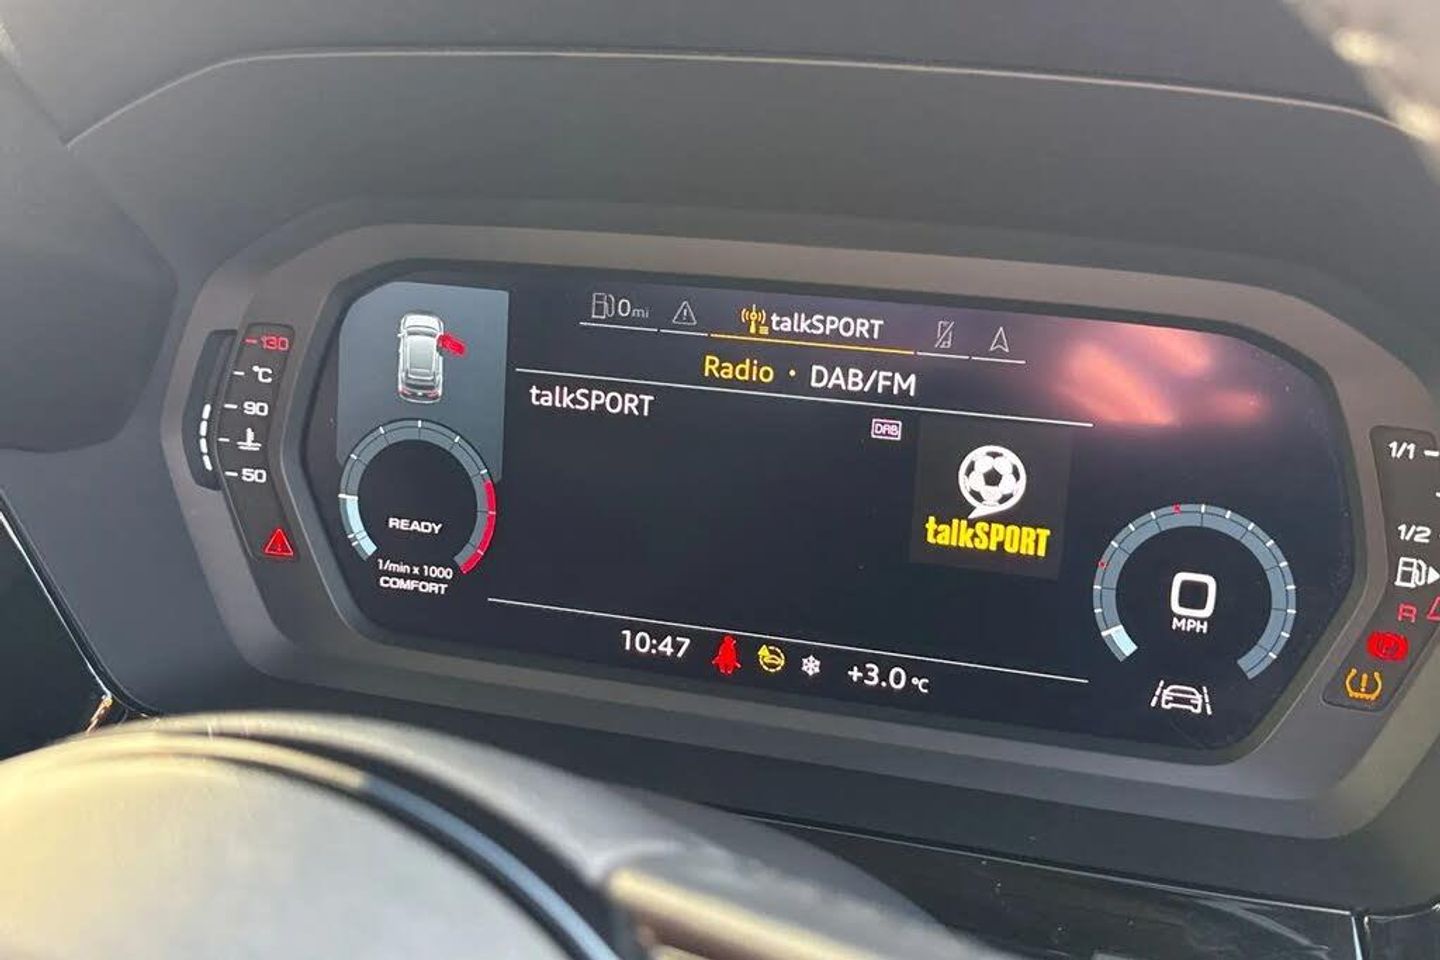 0mi
talkSPORT
Radio • DAB/FM
talkSPORT
DAB
talkSPORT
130
°C
90
50
READY
1/min x 1000
COMFORT
0
MPH
10:47
+3.0 °C
1/1
1/2
R